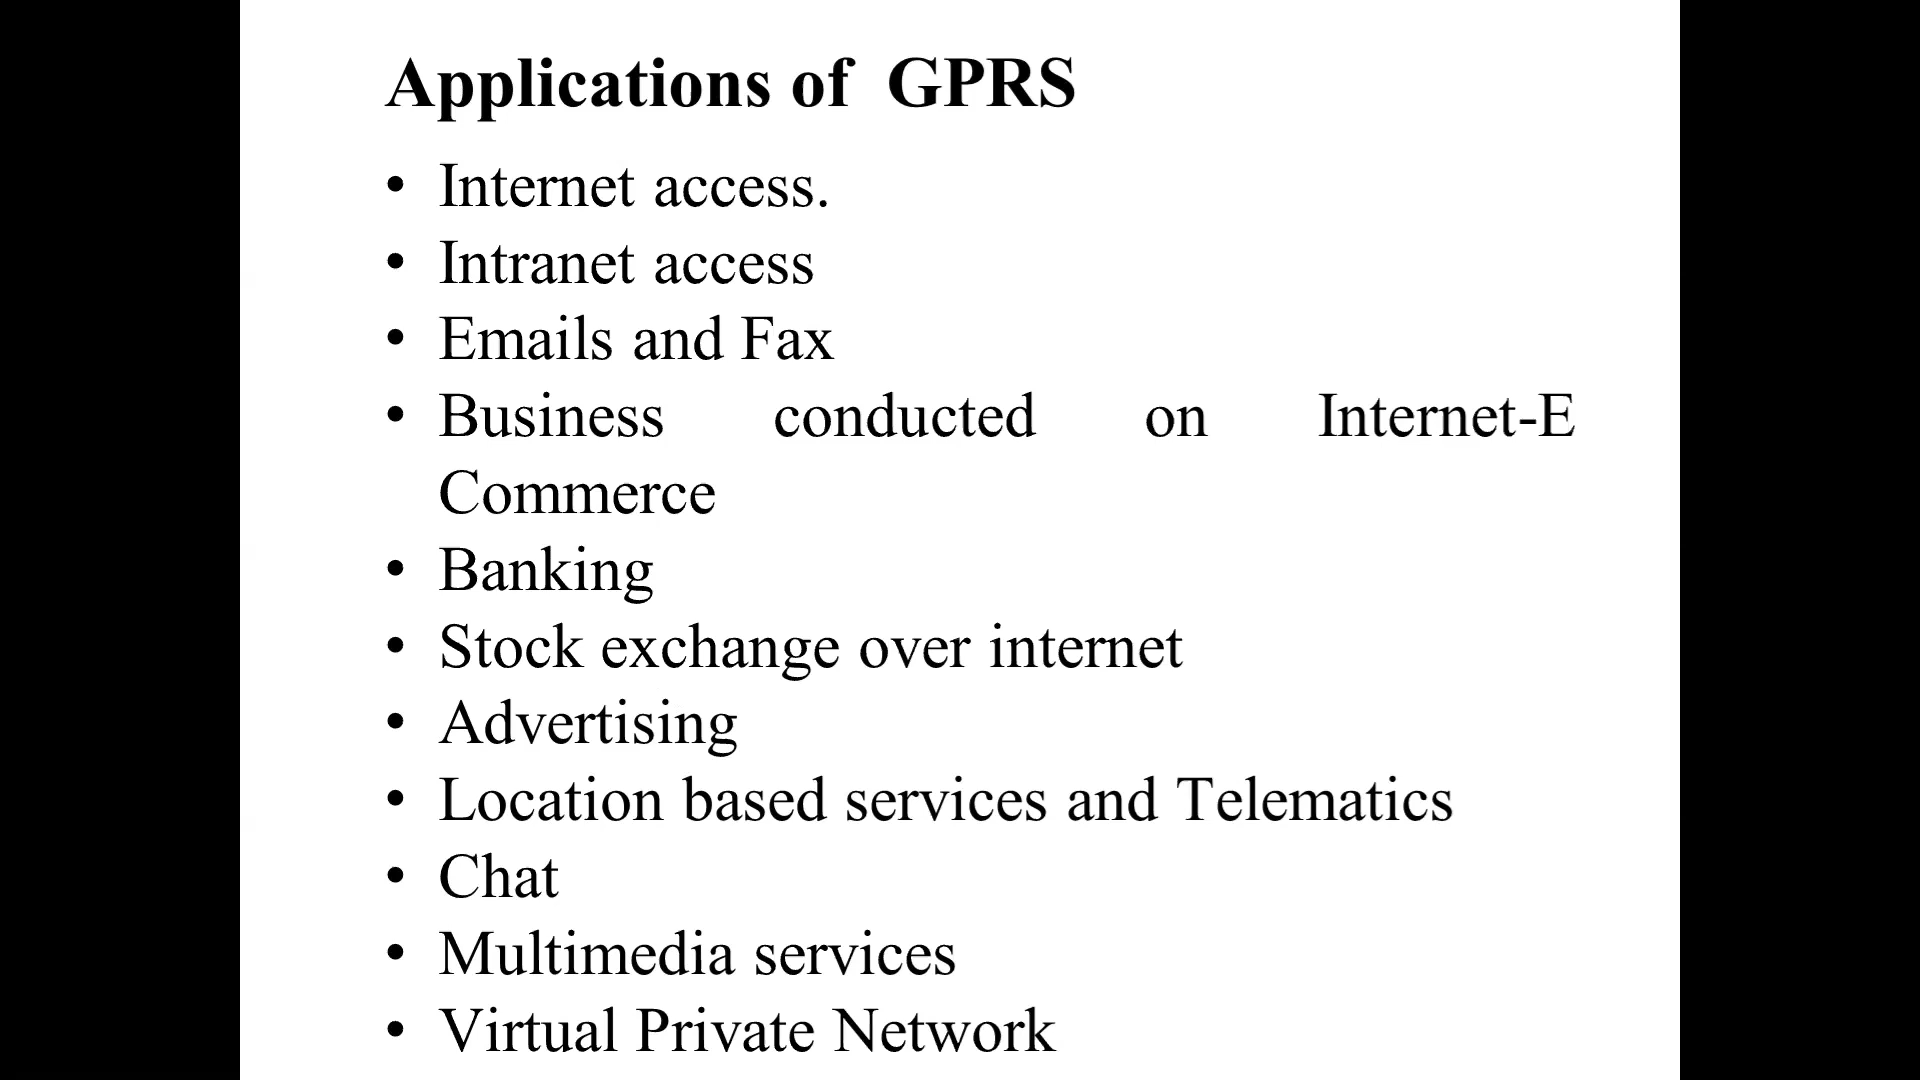 Applications of GPRS
• Internet access.
• Intranet access
• Emails and Fax
• Business conducted on Internet-E
Commerce
• Banking
• Stock exchange over internet
• Advertising
• Location based services and Telematics
• Chat
• Multimedia services
• Virtual Private Network